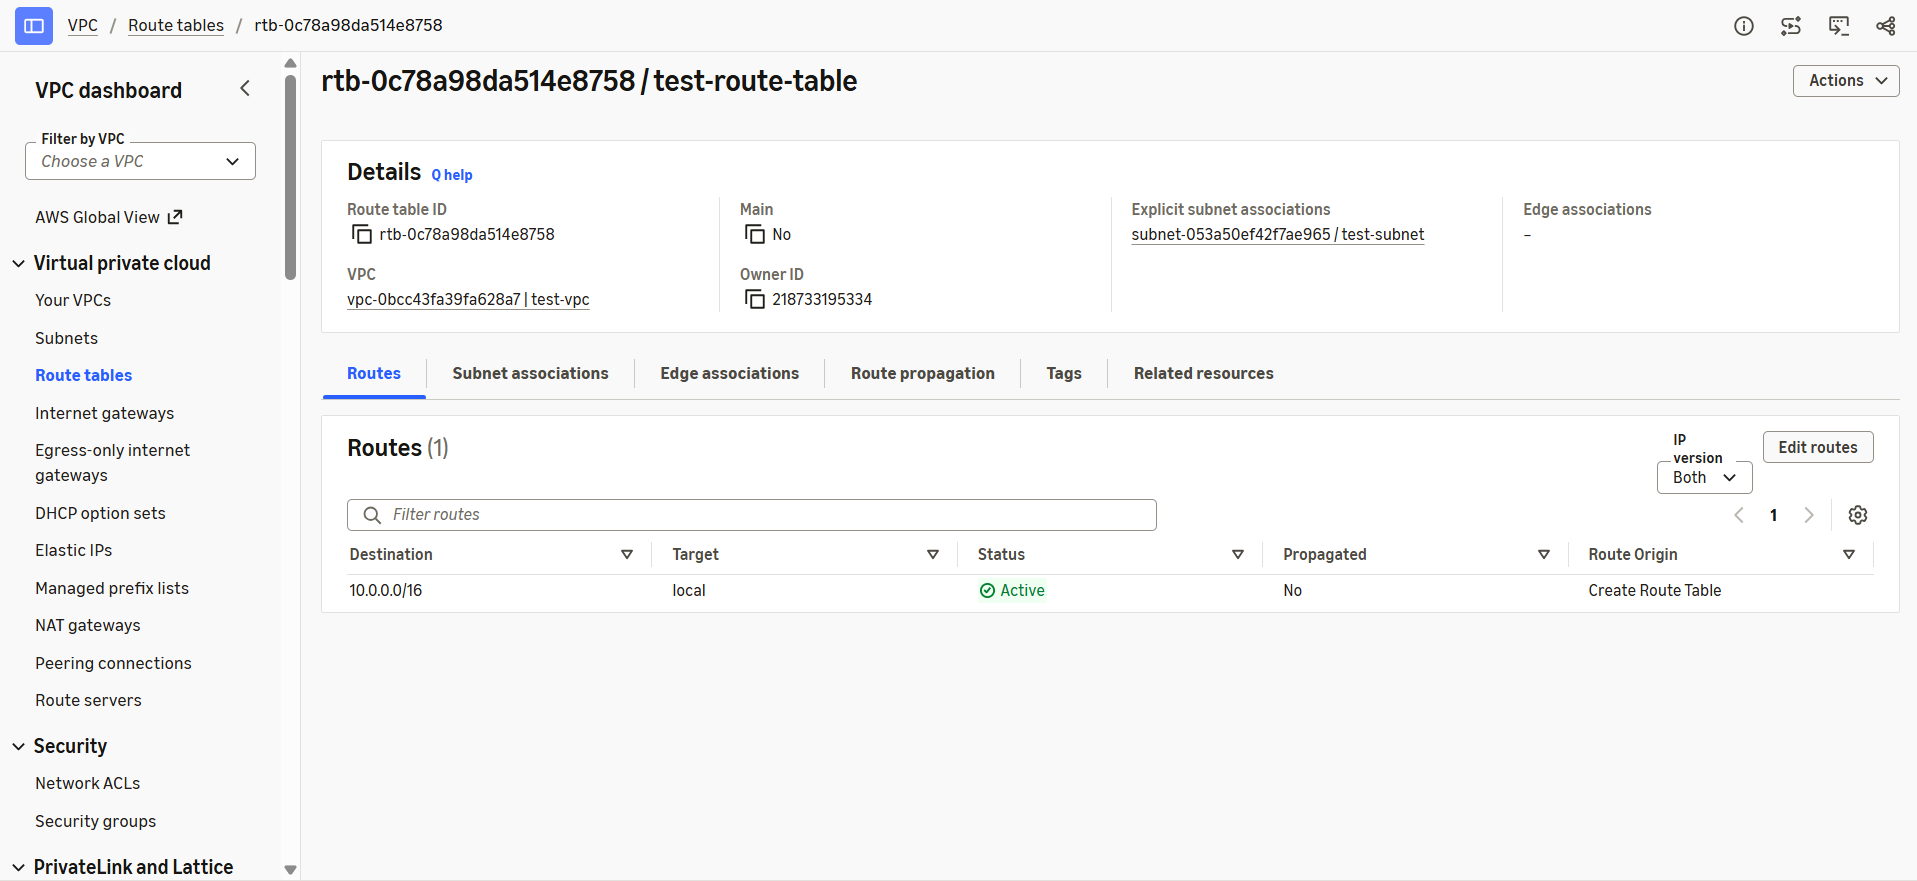 VPC / Route tables / rtb-0c78a98da514e8758
VPC dashboard
Filter by VPC
Choose a VPC
AWS Global View
Virtual private cloud
Your VPCs
Subnets
Route tables
Internet gateways
Egress-only internet
gateways
DHCP option sets
Elastic IPs
Managed prefix lists
NAT gateways
Peering connections
Route servers
Security
Network ACLs
Security groups
PrivateLink and Lattice
rtb-0c78a98da514e8758 / test-route-table
Actions
Details Q help
Route table ID
rtb-0c78a98da514e8758
Main
No
Explicit subnet associations
subnet-053a50ef42f7ae965 / test-subnet
Edge associations
–
VPC
vpc-0bcc43fa39fa628a7 | test-vpc
Owner ID
218733195334
Routes Subnet associations Edge associations Route propagation Tags Related resources
Routes (1)
IP
version
Both
Edit routes
Filter routes
1
Destination Target Status Propagated Route Origin
10.0.0.0/16 local Active No Create Route Table